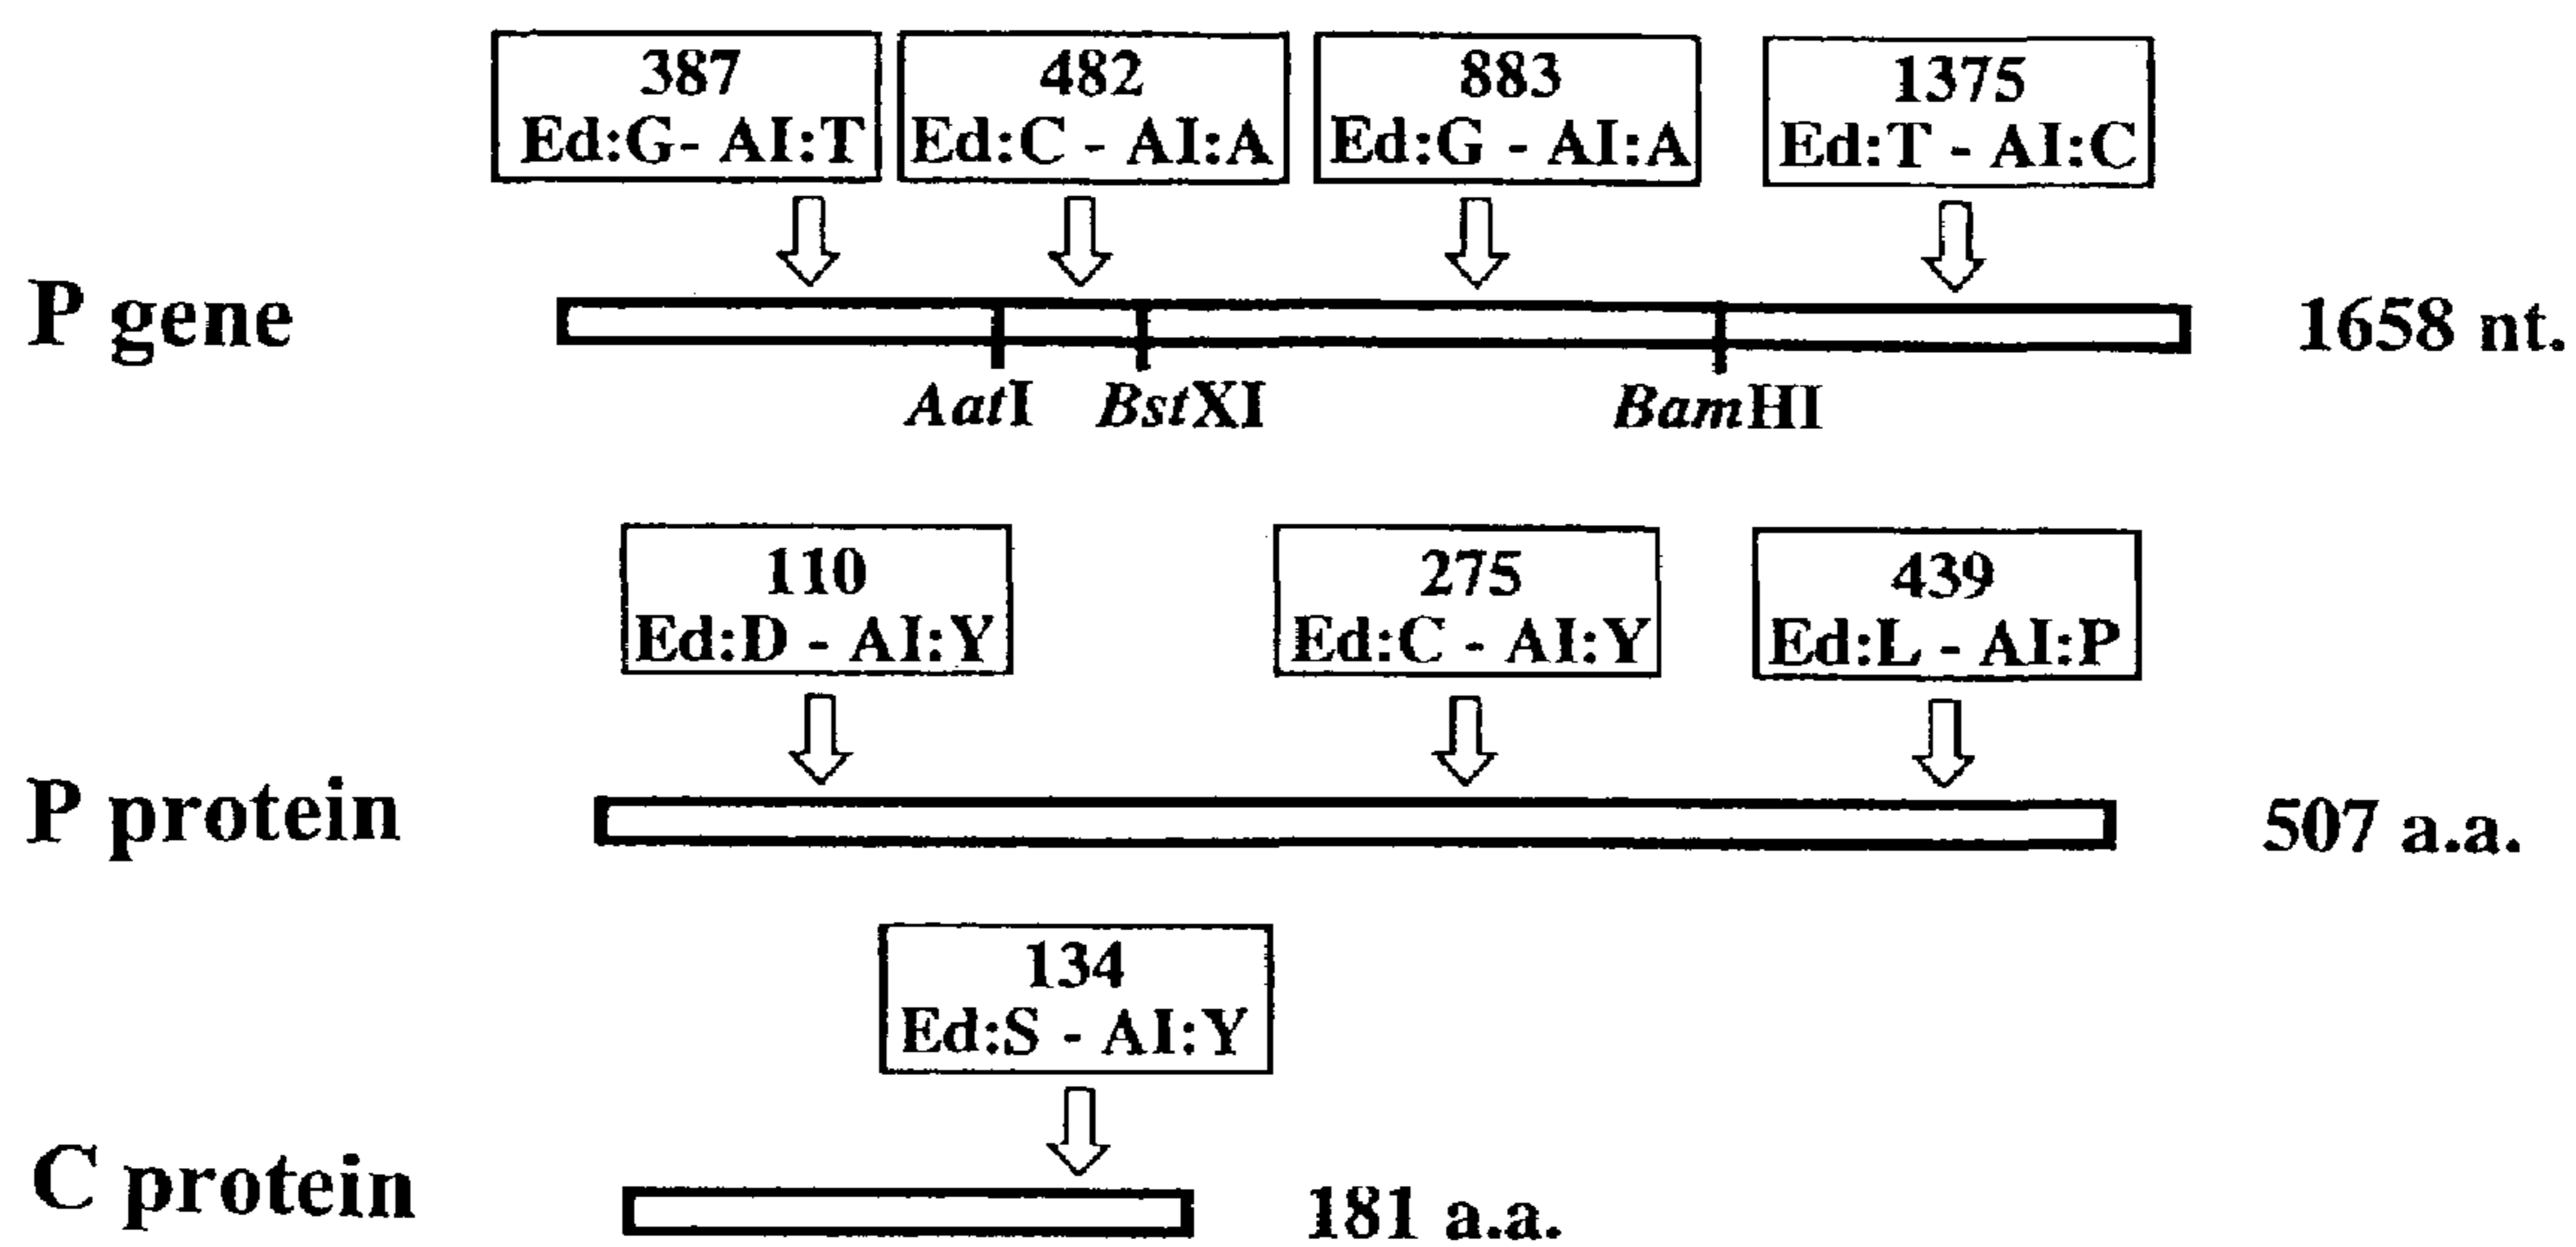 387
Ed:G- AI:T
482
Ed:C - AI:A
883
Ed:G - AI:A
1375
Ed:T - AI:C
P gene
1658 nt.
AatI
BstXI
BamHI
110
Ed:D - AI:Y
275
Ed:C - AI:Y
439
Ed:L - AI:P
P protein
507 a.a.
134
Ed:S - AI:Y
C protein
181 a.a.